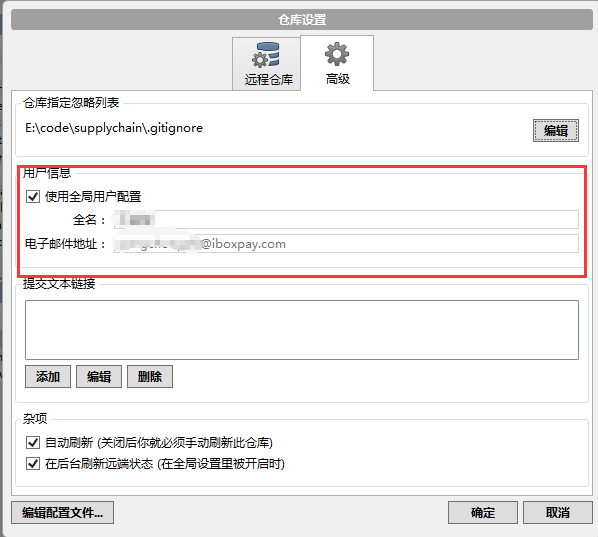 仓库设置
远程仓库
高级
仓库指定忽略列表
E:\code\supplychain\.gitignore
编辑
用户信息
使用全局用户配置
全名：
电子邮件地址： @iboxpay.com
提交文本链接
添加 编辑 删除
杂项
自动刷新 (关闭后你就必须手动刷新此仓库)
在后台刷新远端状态 (在全局设置里被开启时)
编辑配置文件... 确定 取消